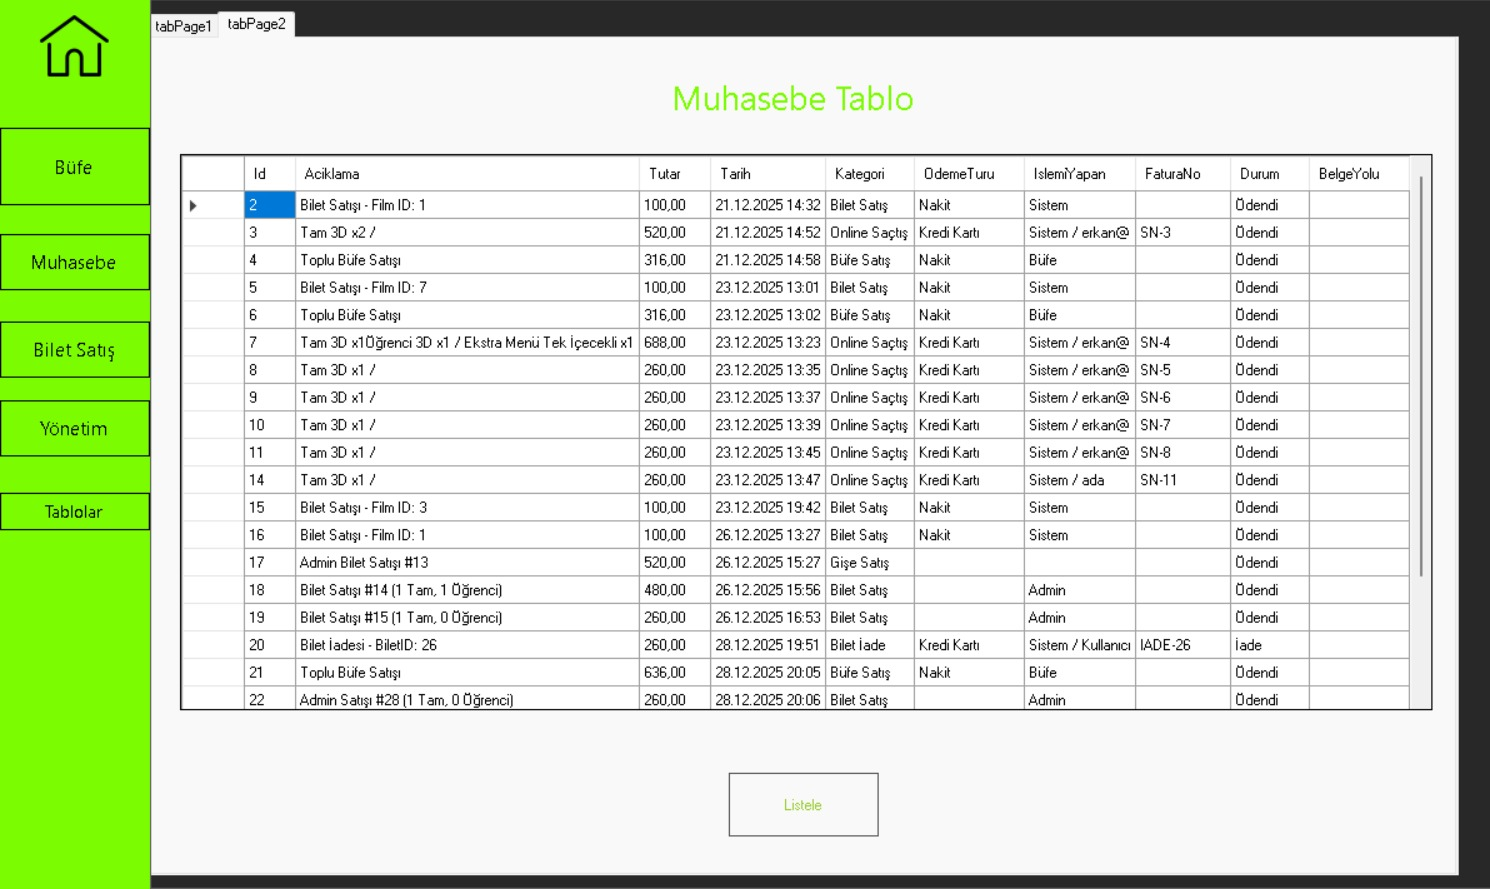 tabPage1 tabPage2
Muhasebe Tablo
Büfe
Muhasebe
Bilet Satış
Yönetim
Tablolar
Id Aciklama Tutar Tarih Kategori OdemeTuru IslemiYapan FaturaNo Durum BelgeYolu
2 Bilet Satışı - Film ID: 1 100,00 21.12.2025 14:32 Bilet Satış Nakit Sistem Ödendi
3 Tam 3D x2 / 520,00 21.12.2025 14:52 Online Saçtış Kredi Kartı Sistem / erkan@ SN-3 Ödendi
4 Toplu Büfe Satışı 316,00 21.12.2025 14:58 Büfe Satış Nakit Büfe Ödendi
5 Bilet Satışı - Film ID: 7 100,00 23.12.2025 13:01 Bilet Satış Nakit Sistem Ödendi
6 Toplu Büfe Satışı 316,00 23.12.2025 13:02 Büfe Satış Nakit Büfe Ödendi
7 Tam 3D x1Öğrenci 3D x1 / Ekstra Menü Tek İçecekli x1 688,00 23.12.2025 13:23 Online Saçtış Kredi Kartı Sistem / erkan@ SN-4 Ödendi
8 Tam 3D x1 / 260,00 23.12.2025 13:35 Online Saçtış Kredi Kartı Sistem / erkan@ SN-5 Ödendi
9 Tam 3D x1 / 260,00 23.12.2025 13:37 Online Saçtış Kredi Kartı Sistem / erkan@ SN-6 Ödendi
10 Tam 3D x1 / 260,00 23.12.2025 13:39 Online Saçtış Kredi Kartı Sistem / erkan@ SN-7 Ödendi
11 Tam 3D x1 / 260,00 23.12.2025 13:45 Online Saçtış Kredi Kartı Sistem / erkan@ SN-8 Ödendi
14 Tam 3D x1 / 260,00 23.12.2025 13:47 Online Saçtış Kredi Kartı Sistem / ada SN-11 Ödendi
15 Bilet Satışı - Film ID: 3 100,00 23.12.2025 19:42 Bilet Satış Nakit Sistem Ödendi
16 Bilet Satışı - Film ID: 1 100,00 26.12.2025 13:27 Bilet Satış Nakit Sistem Ödendi
17 Admin Bilet Satışı #13 520,00 26.12.2025 15:27 Gişe Satış Ödendi
18 Bilet Satışı #14 (1 Tam, 1 Öğrenci) 480,00 26.12.2025 15:56 Bilet Satış Admin Ödendi
19 Bilet Satışı #15 (1 Tam, 0 Öğrenci) 260,00 26.12.2025 16:53 Bilet Satış Admin Ödendi
20 Bilet İadesi - BiletID: 26 260,00 28.12.2025 19:51 Bilet İade Kredi Kartı Sistem / Kullanıcı IADE-26 İade
21 Toplu Büfe Satışı 636,00 28.12.2025 20:05 Büfe Satış Nakit Büfe Ödendi
22 Admin Satışı #28 (1 Tam, 0 Öğrenci) 260,00 28.12.2025 20:06 Bilet Satış Admin Ödendi
Listele